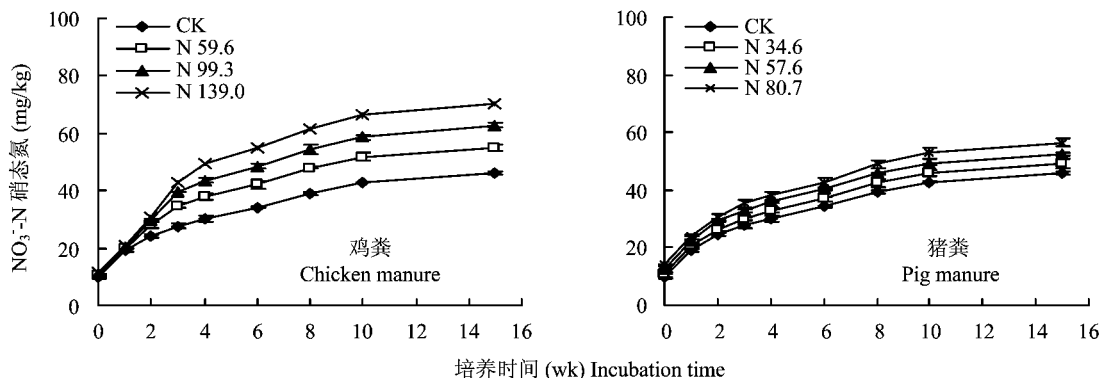 NO₃⁻-N 硝态氮 (mg/kg)
100
80
60
40
20
0
CK
N 59.6
N 99.3
N 139.0
鸡粪
Chicken manure
0 2 4 6 8 10 12 14 16
100
80
60
40
20
0
CK
N 34.6
N 57.6
N 80.7
猪粪
Pig manure
0 2 4 6 8 10 12 14 16
培养时间 (wk) Incubation time